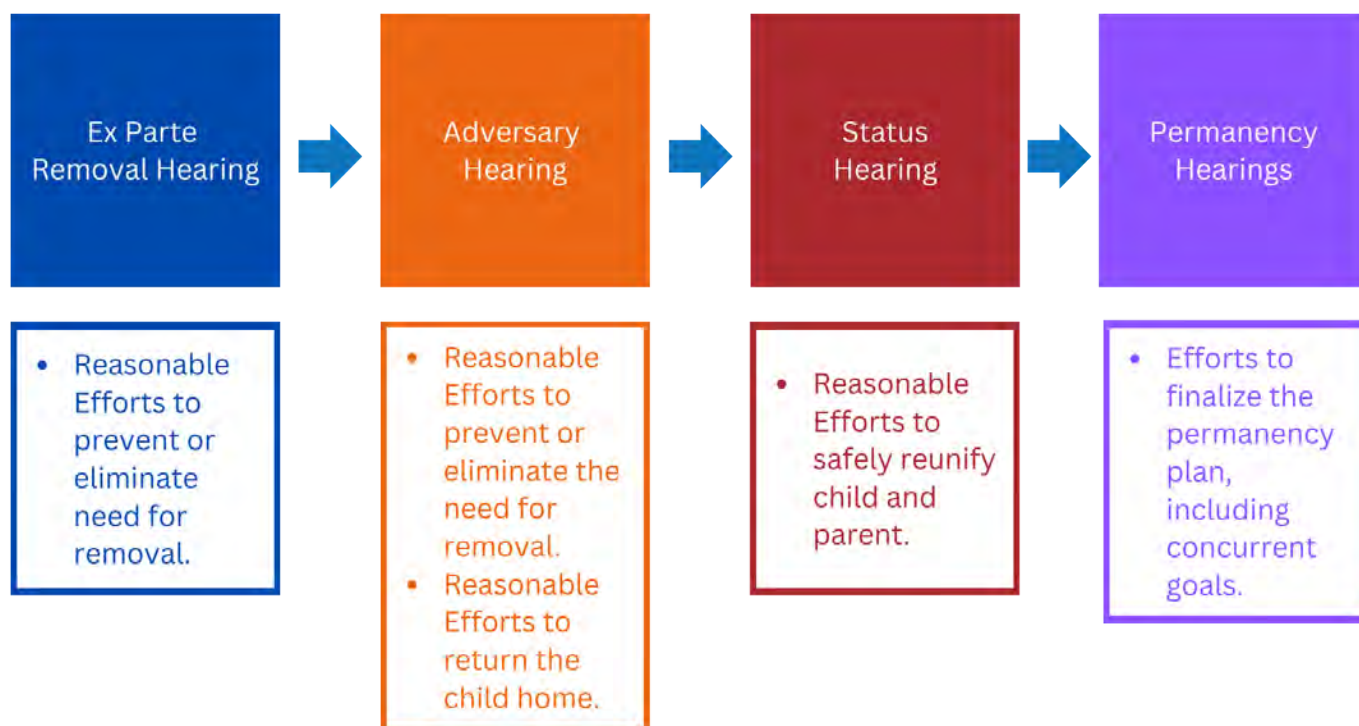 Ex Parte
Removal Hearing
Adversary
Hearing
Status
Hearing
Permanency
Hearings
• Reasonable
Efforts to
prevent or
eliminate
need for
removal.
• Reasonable
Efforts to
prevent or
eliminate the
need for
removal.
• Reasonable
Efforts to
return the
child home.
• Reasonable
Efforts to
safely reunify
child and
parent.
• Efforts to
finalize the
permanency
plan,
including
concurrent
goals.